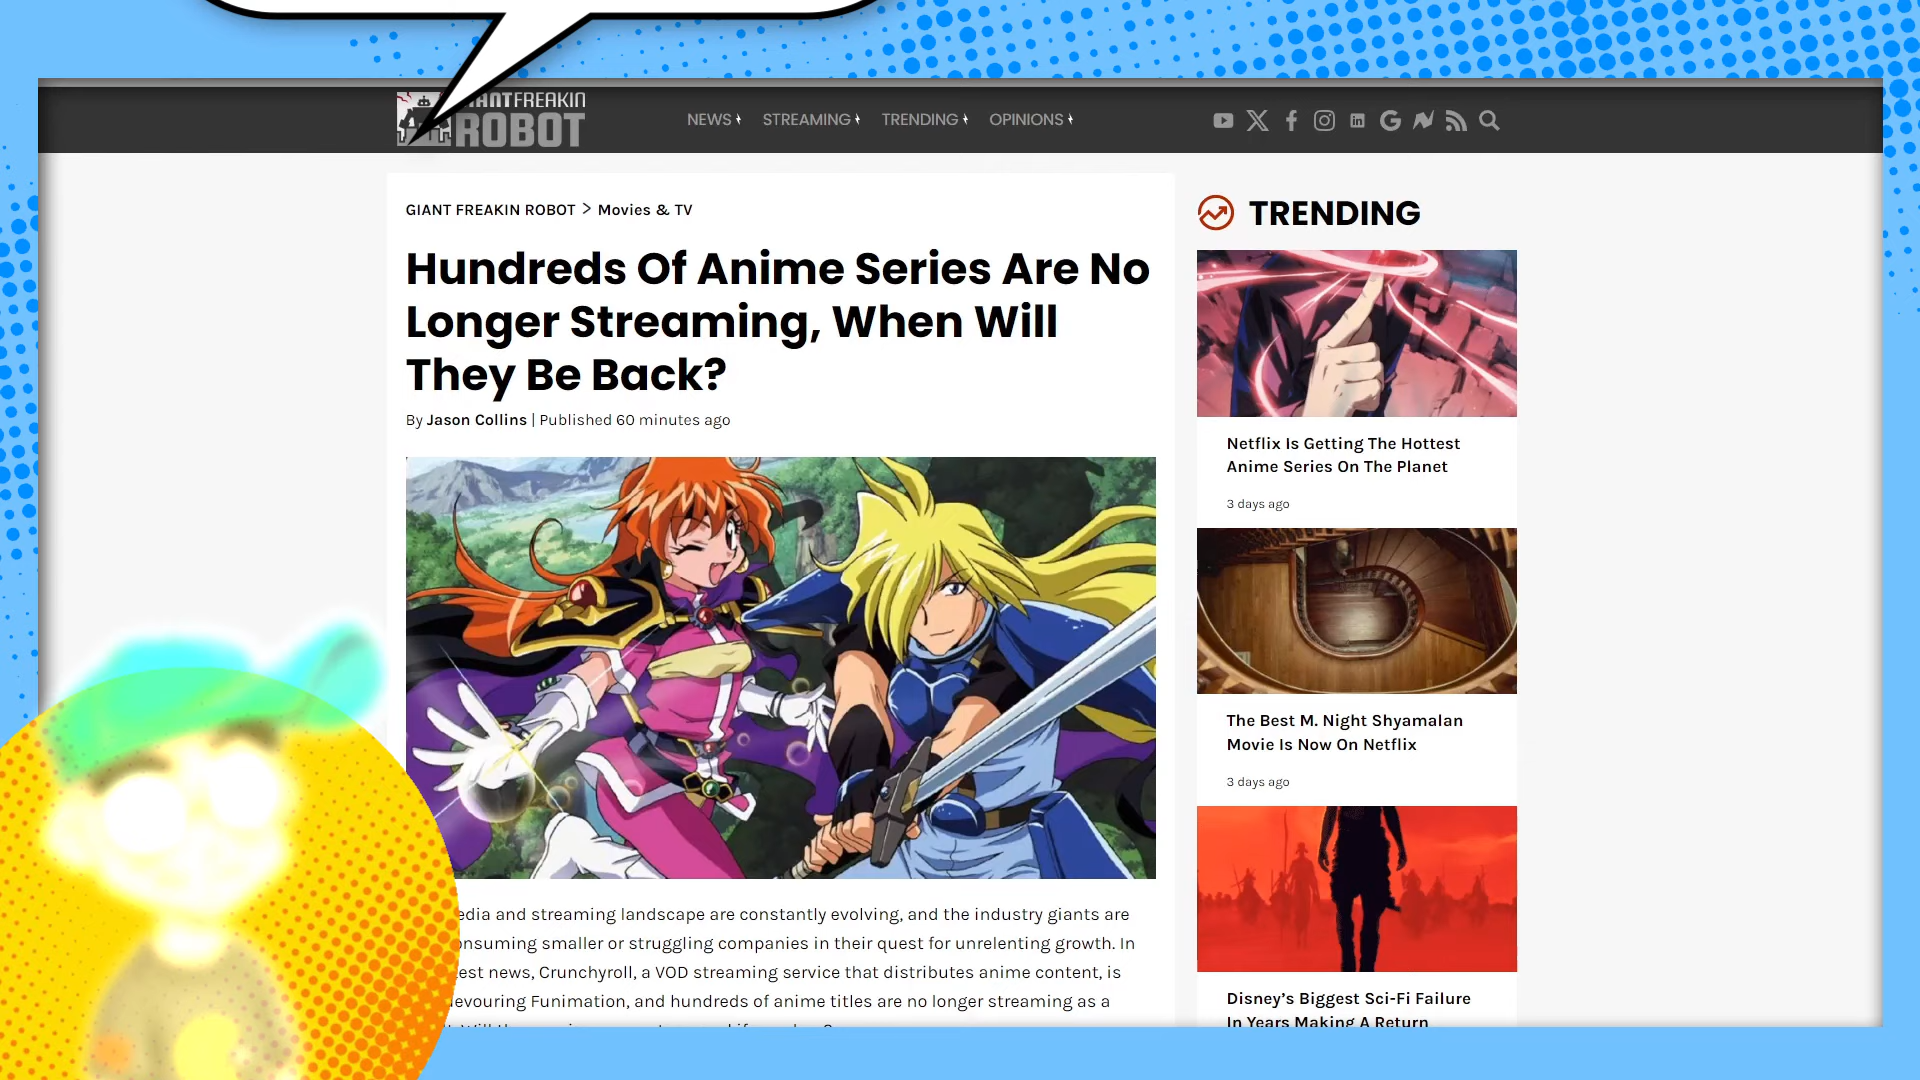 GIANT FREAKIN
ROBOT
NEWS
STREAMING
TRENDING
OPINIONS
GIANT FREAKIN ROBOT > Movies & TV
Hundreds Of Anime Series Are No
Longer Streaming, When Will
They Be Back?
By Jason Collins | Published 60 minutes ago
edia and streaming landscape are constantly evolving, and the industry giants are
onsuming smaller or struggling companies in their quest for unrelenting growth. In
est news, Crunchyroll, a VOD streaming service that distributes anime content, is
evouring Funimation, and hundreds of anime titles are no longer streaming as a
TRENDING
Netflix Is Getting The Hottest
Anime Series On The Planet
3 days ago
The Best M. Night Shyamalan
Movie Is Now On Netflix
3 days ago
Disney's Biggest Sci-Fi Failure
In Years Making A Return